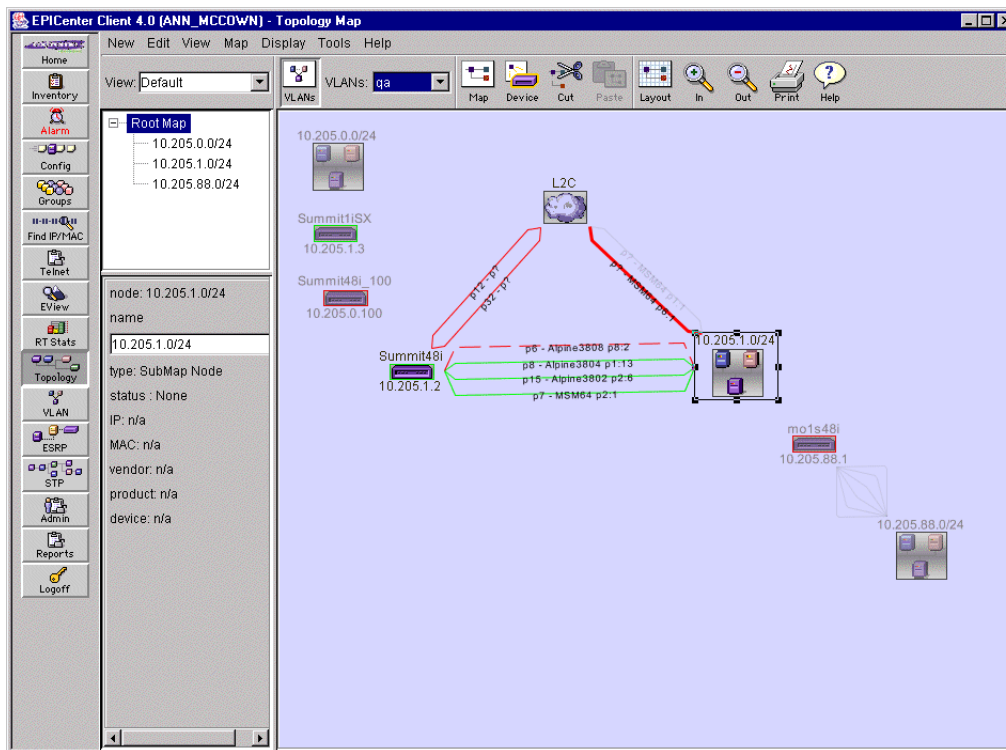 EPICenter Client 4.0 (ANN_MCCOWN) - Topology Map
New Edit View Map Display Tools Help
View: Default
VLANs
VLANs: qa
Map Device Cut Paste Layout In Out Print Help
Home
Inventory
Alarm
Config
Groups
Find IP/MAC
Telnet
EView
RT Stats
Topology
VLAN
ESRP
STP
Admin
Reports
Logoff
Root Map
10.205.0.0/24
10.205.1.0/24
10.205.88.0/24
node: 10.205.1.0/24
name
10.205.1.0/24
type: SubMap Node
status : None
IP: n/a
MAC: n/a
vendor: n/a
product: n/a
device: n/a
10.205.0.0/24
Summit1iSX
10.205.1.3
Summit48i_100
10.205.0.100
L2C
p12 - p?
p32 - p?
p? - MSM64 p1:1
p? - MSM64 p6:1
Summit48i
10.205.1.2
p6 - Alpine3808 p8:2
p8 - Alpine3804 p1:13
p15 - Alpine3802 p2:6
p7 - MSM64 p2:1
10.205.1.0/24
mo1s48i
10.205.88.1
10.205.88.0/24